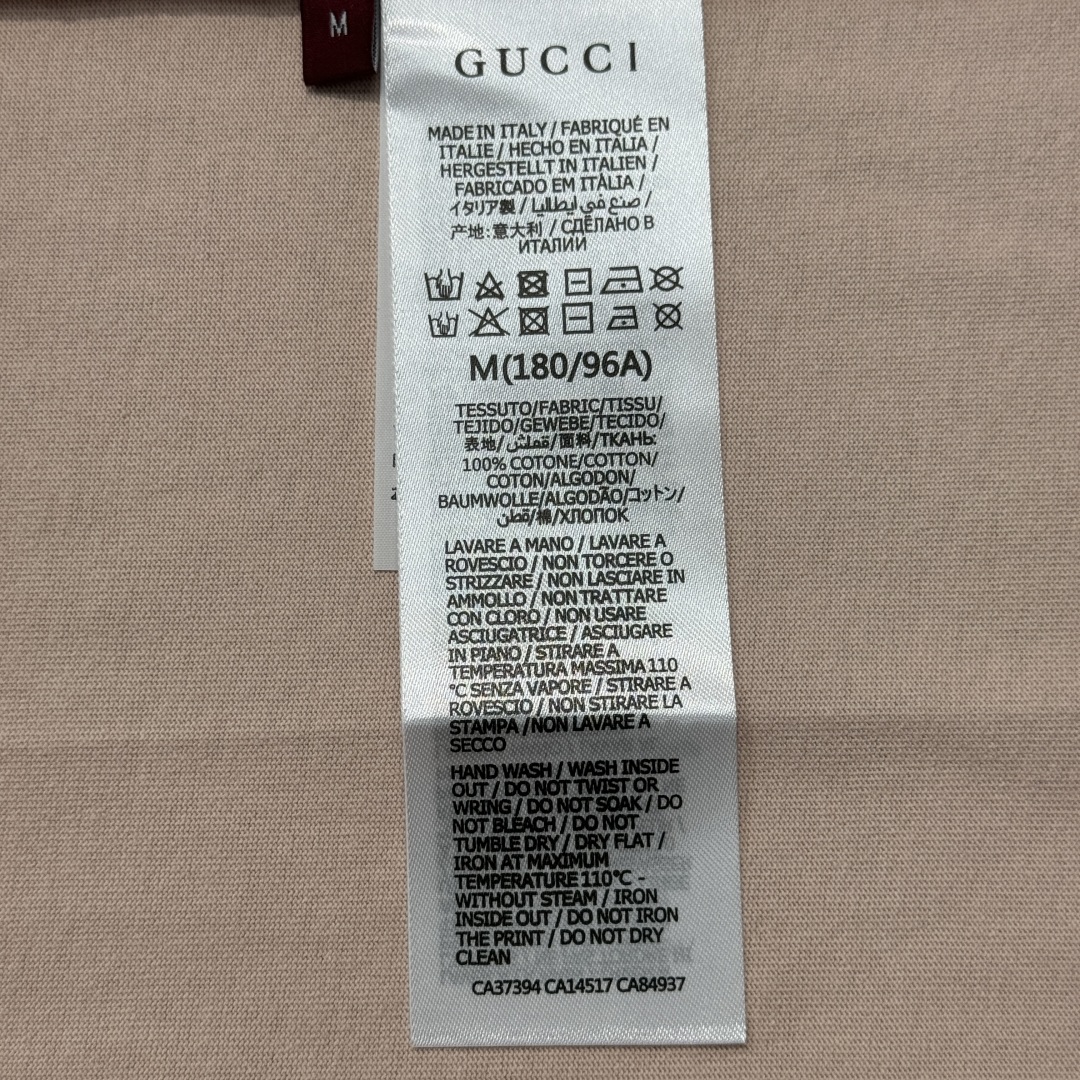 M
GUCCI
MADE IN ITALY / FABRIQUÉ EN
ITALIE / HECHO EN ITALIA /
HERGESTELLT IN ITALIEN /
FABRICADO EM ITÀLIA /
イタリア製 / صنع في ايطاليا /
产地:意大利 / СДЕЛАНО В
ИТАЛИИ
M(180/96A)
TESSUTO/FABRIC/TISSU/
TEJIDO/GEWEBE/TECIDO/
表地/قماش/面料/ТКАНЬ:
100% COTONE/COTTON/
COTON/ALGODON/
BAUMWOLLE/ALGODÃO/コットン/
قطن/棉/ХЛОПОК
LAVARE A MANO / LAVARE A
ROVESCIO / NON TORCERE O
STRIZZARE / NON LASCIARE IN
AMMOLLO / NON TRATTARE
CON CLORO / NON USARE
ASCIUGATRICE / ASCIUGARE
IN PIANO / STIRARE A
TEMPERATURA MASSIMA 110
°C SENZA VAPORE / STIRARE A
ROVESCIO / NON STIRARE LA
STAMPA / NON LAVARE A
SECCO
HAND WASH / WASH INSIDE
OUT / DO NOT TWIST OR
WRING / DO NOT SOAK / DO
NOT BLEACH / DO NOT
TUMBLE DRY / DRY FLAT /
IRON AT MAXIMUM
TEMPERATURE 110°C -
WITHOUT STEAM / IRON
INSIDE OUT / DO NOT IRON
THE PRINT / DO NOT DRY
CLEAN
CA37394 CA14517 CA84937